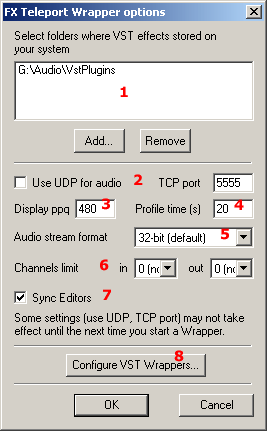 FX Teleport Wrapper options
Select folders where VST effects stored on
your system
G:\Audio\VstPlugins
1
Add... Remove
Use UDP for audio 2 TCP port 5555
Display ppq 480 3 Profile time (s) 20 4
Audio stream format 32-bit (default) 5
Channels limit 6 in 0 (no out 0 (no
Sync Editors 7
Some settings (use UDP, TCP port) may not take
effect until the next time you start a Wrapper.
8
Configure VST Wrappers...
OK Cancel